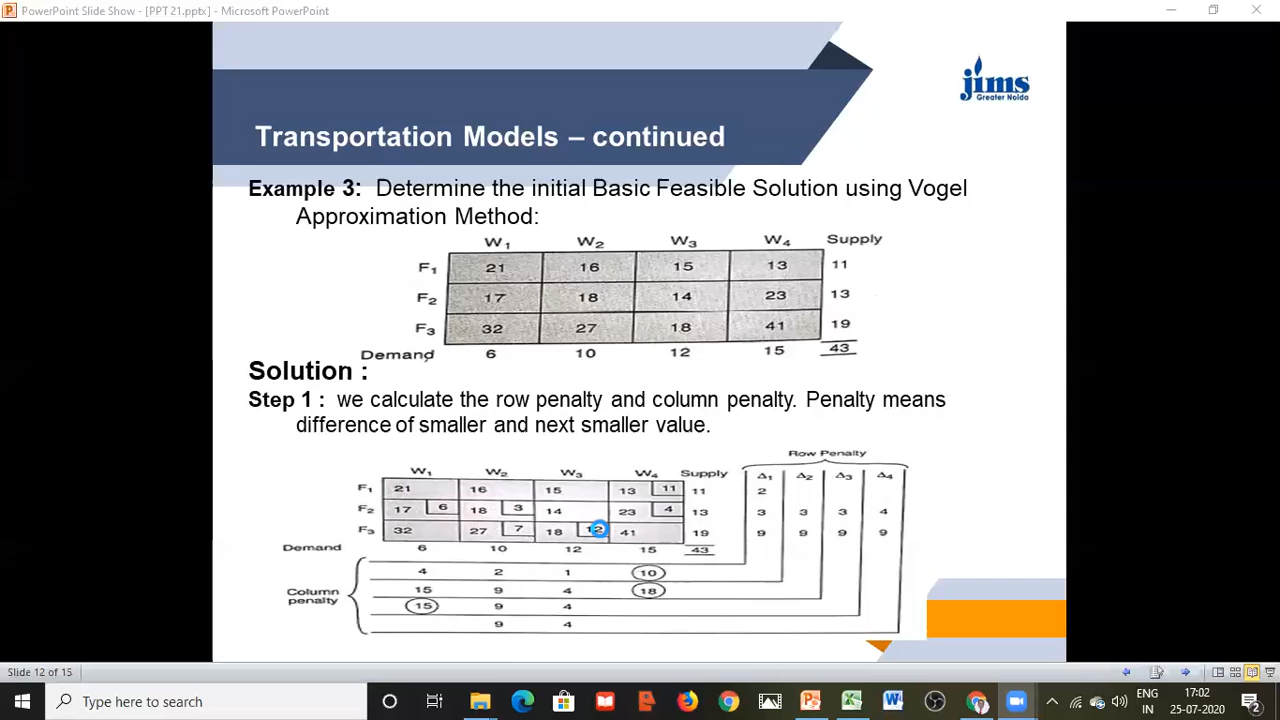 PowerPoint Slide Show - [PPT 21.pptx] - Microsoft PowerPoint
jims
Greater Noida
Transportation Models – continued
Example 3: Determine the initial Basic Feasible Solution using Vogel
Approximation Method:
W1 W2 W3 W4 Supply
F1 21 16 15 13 11
F2 17 18 14 23 13
F3 32 27 18 41 19
Demand 6 10 12 15 43
Solution :
Step 1 : we calculate the row penalty and column penalty. Penalty means
difference of smaller and next smaller value.
Row Penalty
W1 W2 W3 W4 Supply Δ1 Δ2 Δ3 Δ4
F1 21 16 15 13 11 11 2
F2 17 6 18 3 14 23 4 13 3 3 3 4
F3 32 27 7 18 12 41 19 9 9 9 9
Demand 6 10 12 15 43
Column
penalty
4 2 1 10
15 9 4 18
15 9 4
9 4
Slide 12 of 15
Type here to search
ENG
IN
17:02
25-07-2020
2